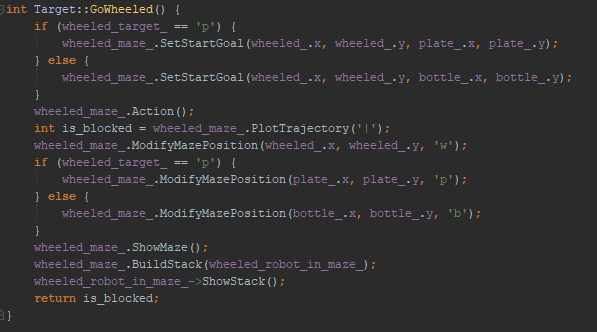 int Target::GoWheeled() {
    if (wheeled_target_ == 'p') {
        wheeled_maze_.SetStartGoal(wheeled_.x, wheeled_.y, plate_.x, plate_.y);
    } else {
        wheeled_maze_.SetStartGoal(wheeled_.x, wheeled_.y, bottle_.x, bottle_.y);
    }
    wheeled_maze_.Action();
    int is_blocked = wheeled_maze_.PlotTrajectory('|');
    wheeled_maze_.ModifyMazePosition(wheeled_.x, wheeled_.y, 'w');
    if (wheeled_target_ == 'p') {
        wheeled_maze_.ModifyMazePosition(plate_.x, plate_.y, 'p');
    } else {
        wheeled_maze_.ModifyMazePosition(bottle_.x, bottle_.y, 'b');
    }
    wheeled_maze_.ShowMaze();
    wheeled_maze_.BuildStack(wheeled_robot_in_maze_);
    wheeled_robot_in_maze_->ShowStack();
    return is_blocked;
}